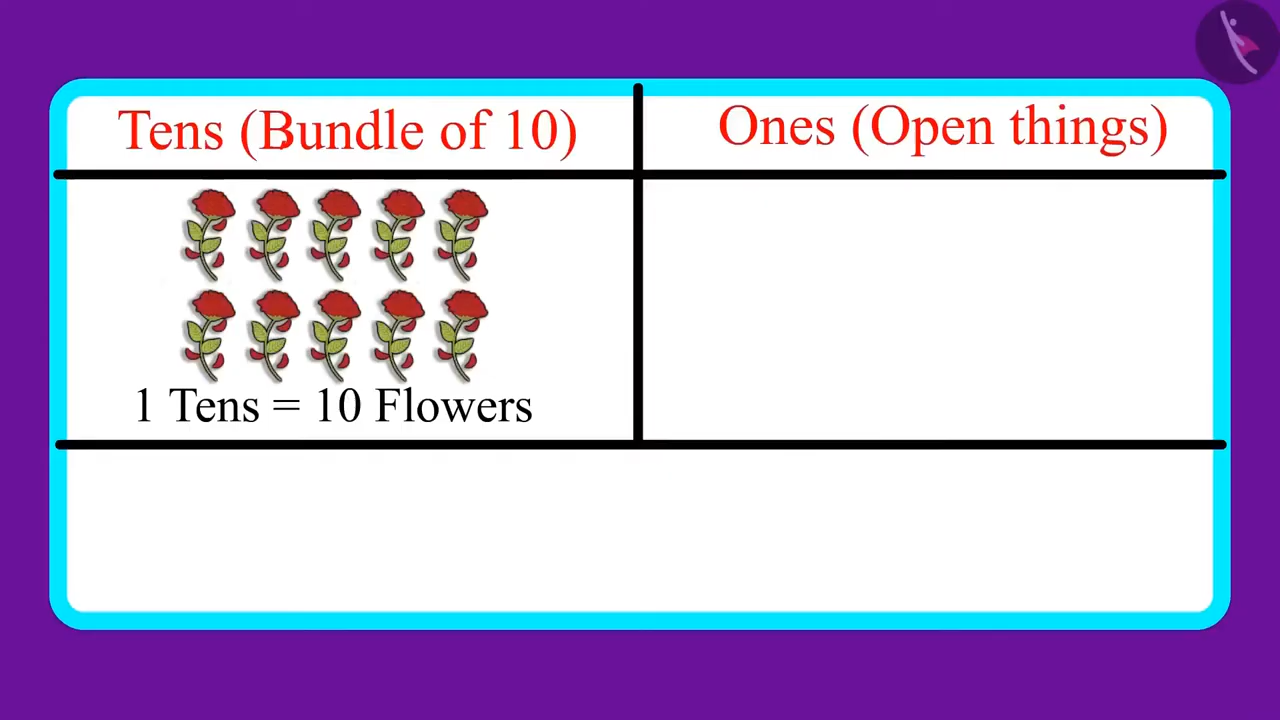 Tens (Bundle of 10)
Ones (Open things)
1 Tens = 10 Flowers